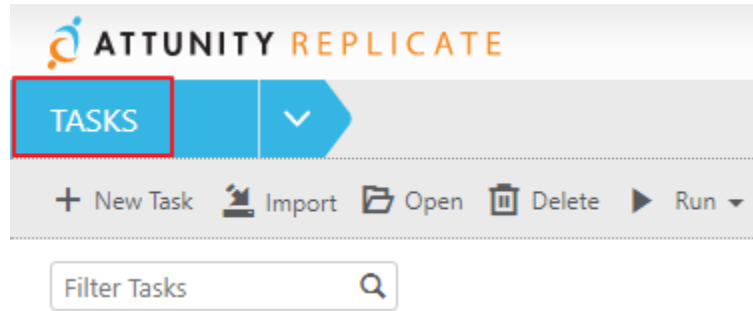 ATTUNITY REPLICATE
TASKS
New Task Import Open Delete Run
Filter Tasks